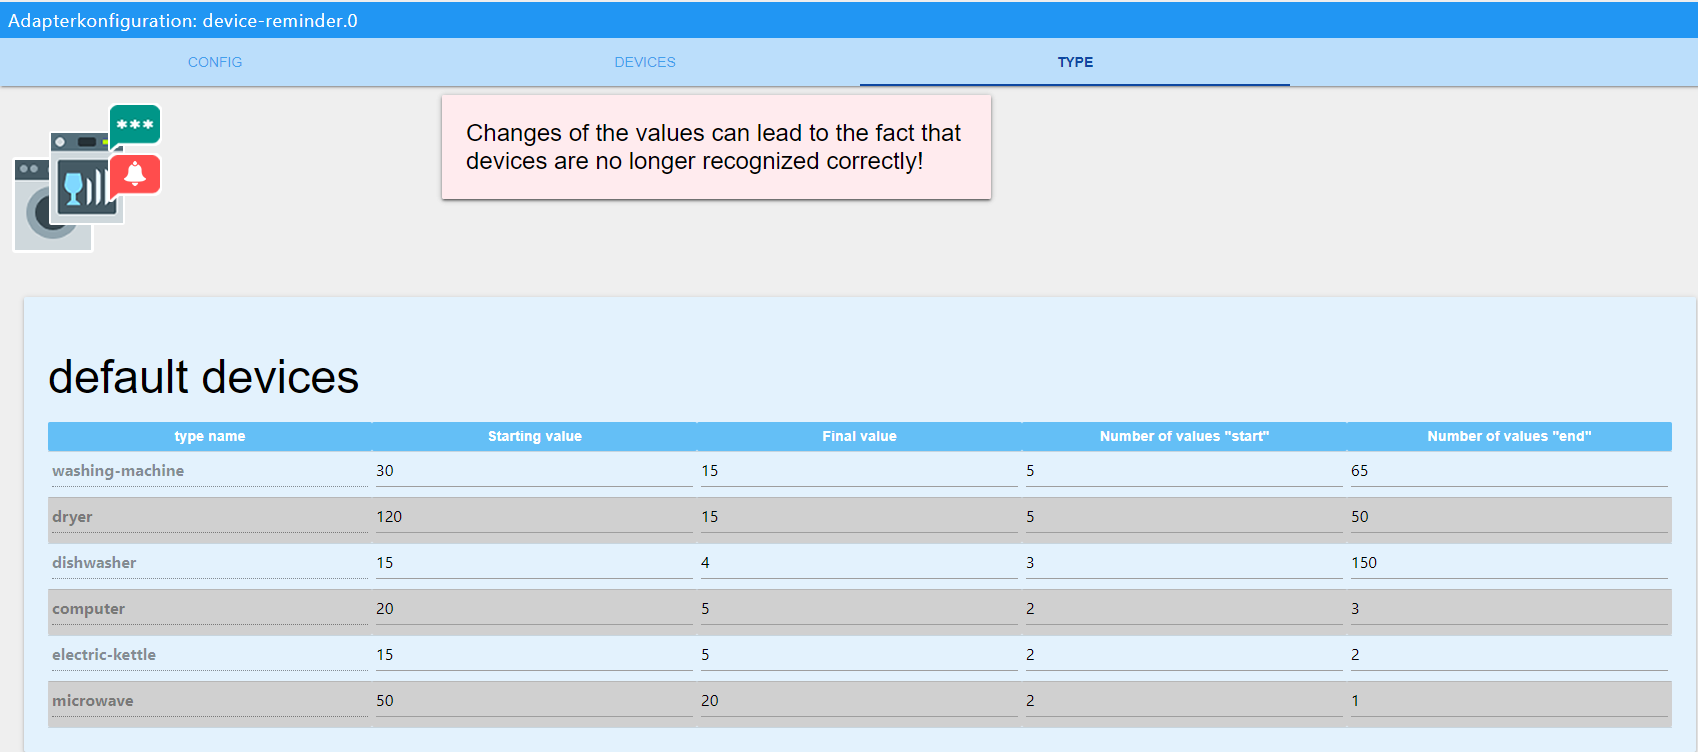 Adapterkonfiguration: device-reminder.0
CONFIG DEVICES TYPE
***
Changes of the values can lead to the fact that
devices are no longer recognized correctly!
default devices
type name Starting value Final value Number of values "start" Number of values "end"
washing-machine 30 15 5 65
dryer 120 15 5 50
dishwasher 15 4 3 150
computer 20 5 2 3
electric-kettle 15 5 2 2
microwave 50 20 2 1